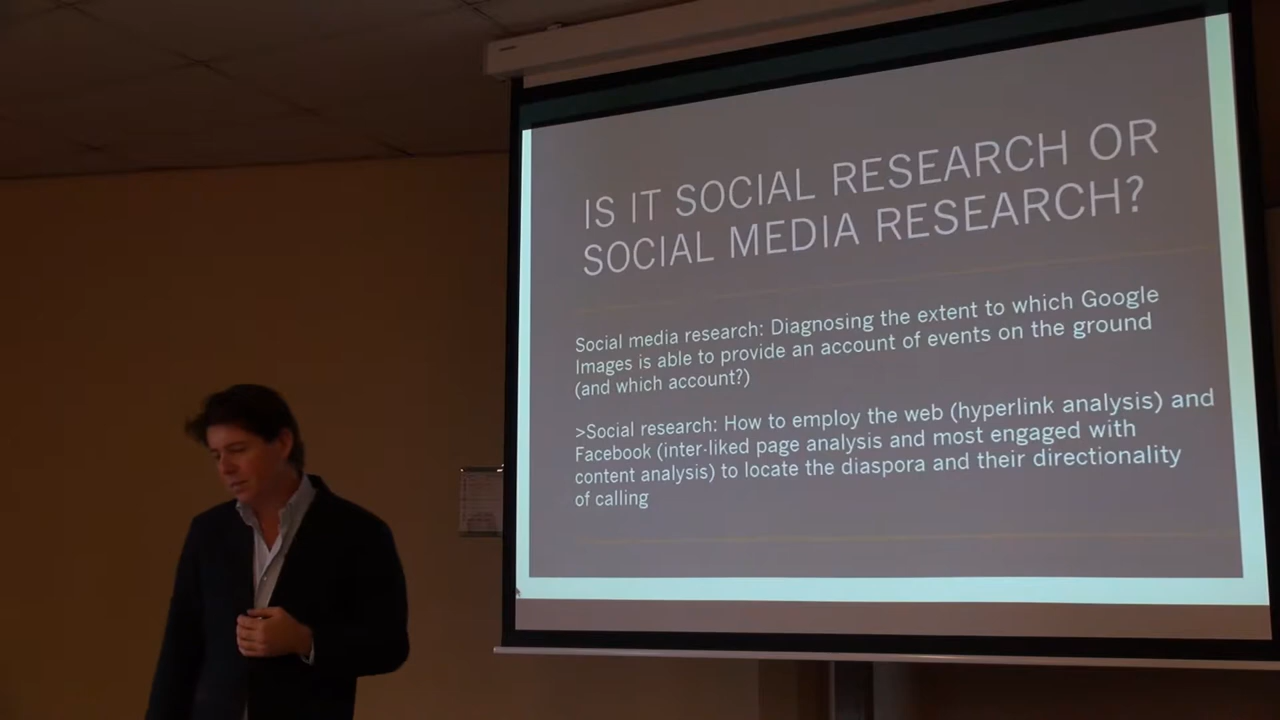 IS IT SOCIAL RESEARCH OR
SOCIAL MEDIA RESEARCH?
Social media research: Diagnosing the extent to which Google
Images is able to provide an account of events on the ground
(and which account?)
>Social research: How to employ the web (hyperlink analysis) and
Facebook (inter-liked page analysis and most engaged with
content analysis) to locate the diaspora and their directionality
of calling